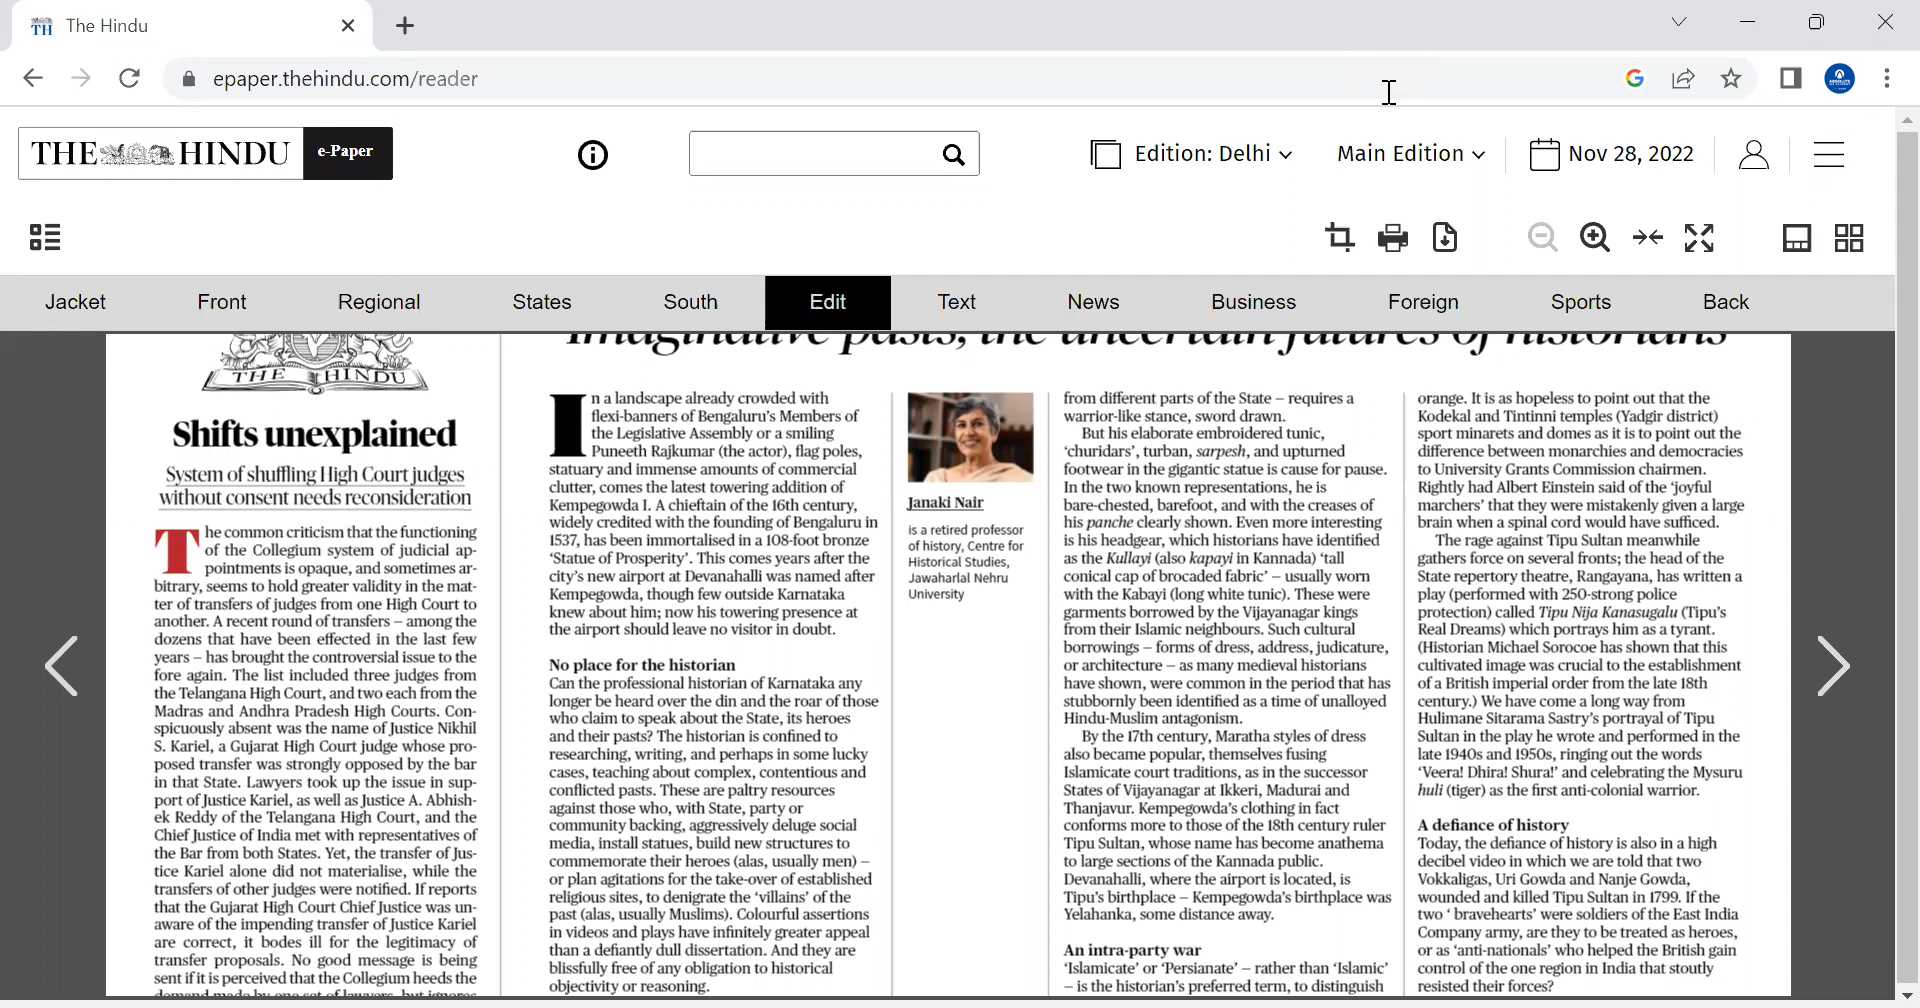 The Hindu
epaper.thehindu.com/reader
THE HINDU e-Paper
Edition: Delhi
Main Edition
Nov 28, 2022
Jacket Front Regional States South Edit Text News Business Foreign Sports Back
THE HINDU
Shifts unexplained
System of shuffling High Court judges
without consent needs reconsideration
The common criticism that the functioning
of the Collegium system of judicial ap-
pointments is opaque, and sometimes ar-
bitrary, seems to hold greater validity in the mat-
ter of transfers of judges from one High Court to
another. A recent round of transfers – among the
dozens that have been effected in the last few
years – has brought the controversial issue to the
fore again. The list included three judges from
the Telangana High Court, and two each from the
Madras and Andhra Pradesh High Courts. Con-
spicuously absent was the name of Justice Nikhil
S. Kariel, a Gujarat High Court judge whose pro-
posed transfer was strongly opposed by the bar
in that State. Lawyers took up the issue in sup-
port of Justice Kariel, as well as Justice A. Abhish-
ek Reddy of the Telangana High Court, and the
Chief Justice of India met with representatives of
the Bar from both States. Yet, the transfer of Jus-
tice Kariel alone did not materialise, while the
transfers of other judges were notified. If reports
that the Gujarat High Court Chief Justice was un-
aware of the impending transfer of Justice Kariel
are correct, it bodes ill for the legitimacy of
transfer proposals. No good message is being
sent if it is perceived that the Collegium heeds the
demand made by one set of lawyers, but ignores
Imaginative pasts, the uncertain futures of historians
In a landscape already crowded with
flexi-banners of Bengaluru's Members of
the Legislative Assembly or a smiling
Puneeth Rajkumar (the actor), flag poles,
statuary and immense amounts of commercial
clutter, comes the latest towering addition of
Kempegowda I. A chieftain of the 16th century,
widely credited with the founding of Bengaluru in
1537, has been immortalised in a 108-foot bronze
'Statue of Prosperity'. This comes years after the
city's new airport at Devanahalli was named after
Kempegowda, though few outside Karnataka
knew about him; now his towering presence at
the airport should leave no visitor in doubt.
No place for the historian
Can the professional historian of Karnataka any
longer be heard over the din and the roar of those
who claim to speak about the State, its heroes
and their pasts? The historian is confined to
researching, writing, and perhaps in some lucky
cases, teaching about complex, contentious and
conflicted pasts. These are paltry resources
against those who, with State, party or
community backing, aggressively deluge social
media, install statues, build new structures to
commemorate their heroes (alas, usually men) –
or plan agitations for the take-over of established
religious sites, to denigrate the 'villains' of the
past (alas, usually Muslims). Colourful assertions
in videos and plays have infinitely greater appeal
than a defiantly dull dissertation. And they are
blissfully free of any obligation to historical
objectivity or reasoning.
Janaki Nair
is a retired professor
of history, Centre for
Historical Studies,
Jawaharlal Nehru
University
from different parts of the State – requires a
warrior-like stance, sword drawn.
But his elaborate embroidered tunic,
'churidars', turban, sarpesh, and upturned
footwear in the gigantic statue is cause for pause.
In the two known representations, he is
bare-chested, barefoot, and with the creases of
his panche clearly shown. Even more interesting
is his headgear, which historians have identified
as the Kullayi (also kapayi in Kannada) 'tall
conical cap of brocaded fabric' – usually worn
with the Kabayi (long white tunic). These were
garments borrowed by the Vijayanagar kings
from their Islamic neighbours. Such cultural
borrowings – forms of dress, address, judicature,
or architecture – as many medieval historians
have shown, were common in the period that has
stubbornly been identified as a time of unalloyed
Hindu-Muslim antagonism.
By the 17th century, Maratha styles of dress
also became popular, themselves fusing
Islamicate court traditions, as in the successor
States of Vijayanagar at Ikkeri, Madurai and
Thanjavur. Kempegowda's clothing in fact
conforms more to those of the 18th century ruler
Tipu Sultan, whose name has become anathema
to large sections of the Kannada public.
Devanahalli, where the airport is located, is
Tipu's birthplace – Kempegowda's birthplace was
Yelahanka, some distance away.
An intra-party war
'Islamicate' or 'Persianate' – rather than 'Islamic'
– is the historian's preferred term, to distinguish
orange. It is as hopeless to point out that the
Kodekal and Tintinni temples (Yadgir district)
sport minarets and domes as it is to point out the
difference between monarchies and democracies
to University Grants Commission chairmen.
Rightly had Albert Einstein said of the 'joyful
marchers' that they were mistakenly given a large
brain when a spinal cord would have sufficed.
The rage against Tipu Sultan meanwhile
gathers force on several fronts; the head of the
State repertory theatre, Rangayana, has written a
play (performed with 250-strong police
protection) called Tipu Nija Kanasugalu (Tipu's
Real Dreams) which portrays him as a tyrant.
(Historian Michael Sorocoe has shown that this
cultivated image was crucial to the establishment
of a British imperial order from the late 18th
century.) We have come a long way from
Hulimane Sitarama Sastry's portrayal of Tipu
Sultan in the play he wrote and performed in the
late 1940s and 1950s, ringing out the words
'Veera! Dhira! Shura!' and celebrating the Mysuru
huli (tiger) as the first anti-colonial warrior.
A defiance of history
Today, the defiance of history is also in a high
decibel video in which we are told that two
Vokkaligas, Uri Gowda and Nanje Gowda,
wounded and killed Tipu Sultan in 1799. If the
two ' bravehearts' were soldiers of the East India
Company army, are they to be treated as heroes,
or as 'anti-nationals' who helped the British gain
control of the one region in India that stoutly
resisted their forces?